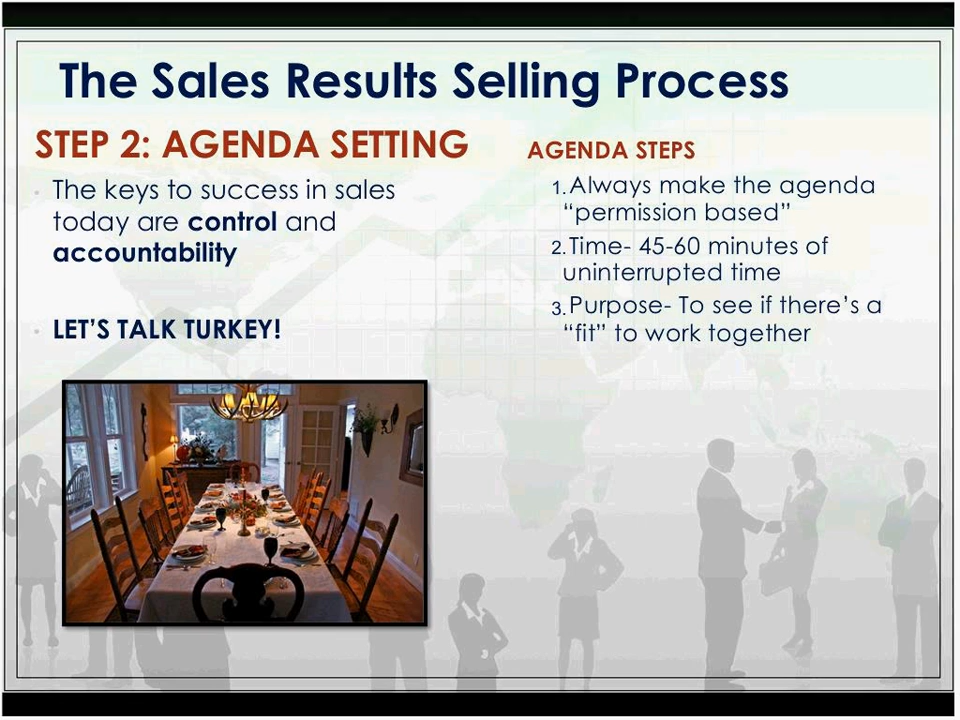 The Sales Results Selling Process
STEP 2: AGENDA SETTING
• The keys to success in sales
today are control and
accountability
• LET’S TALK TURKEY!
AGENDA STEPS
1. Always make the agenda
“permission based”
2. Time- 45-60 minutes of
uninterrupted time
3. Purpose- To see if there’s a
“fit” to work together